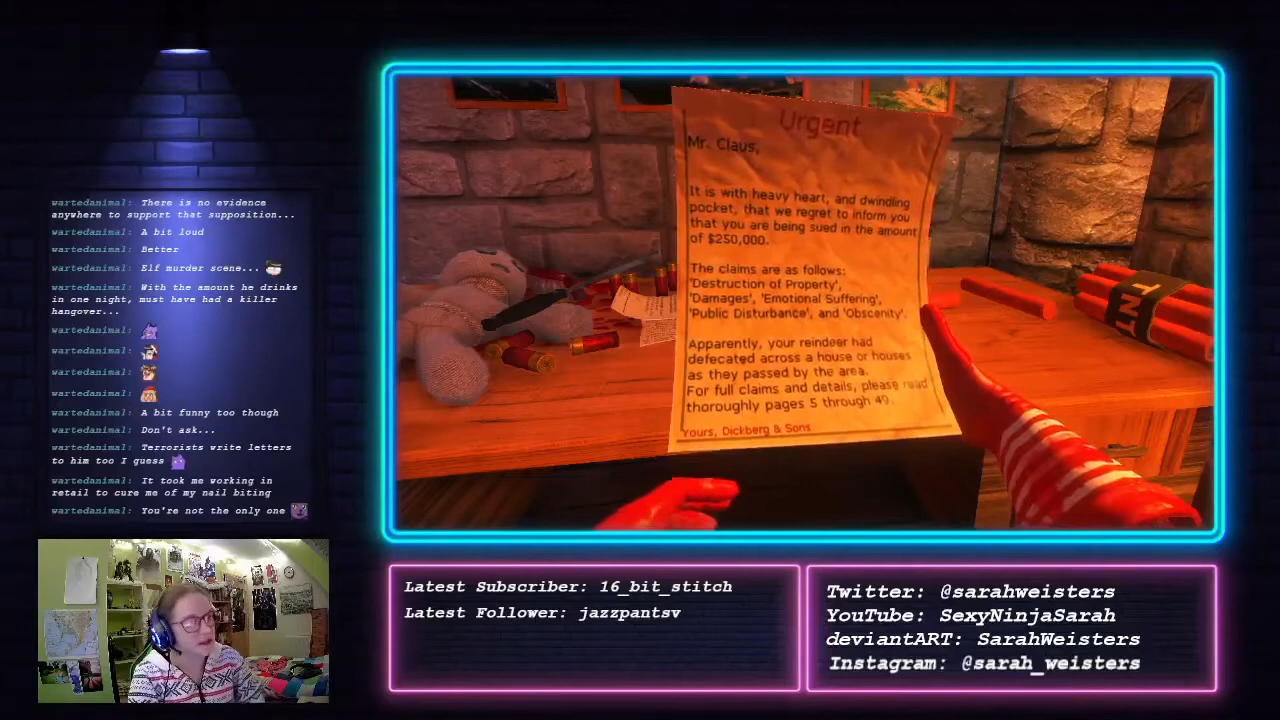 wartedanimal: There is no evidence
anywhere to support that supposition...
wartedanimal: A bit loud
wartedanimal: Better
wartedanimal: Elf murder scene...
wartedanimal: With the amount he drinks
in one night, must have had a killer
hangover...
wartedanimal:
wartedanimal:
wartedanimal:
wartedanimal:
wartedanimal: A bit funny too though
wartedanimal: Don't ask...
wartedanimal: Terrorists write letters
to him too I guess
wartedanimal: It took me working in
retail to cure me of my nail biting
wartedanimal: You're not the only one
Urgent
Mr. Claus,
It is with heavy heart, and dwindling
pocket, that we regret to inform you
that you are being sued in the amount
of $250,000.
The claims are as follows:
'Destruction of Property',
'Damages', 'Emotional Suffering',
'Public Disturbance', and 'Obscenity'.
Apparently, your reindeer had
defecated across a house or houses
as they passed by the area.
For full claims and details, please read
thoroughly pages 5 through 49.
Yours, Dickberg & Sons
TNT
Latest Subscriber: 16_bit_stitch
Latest Follower: jazzpantsv
Twitter: @sarahweisters
YouTube: SexyNinjaSarah
deviantART: SarahWeisters
Instagram: @sarah_weisters